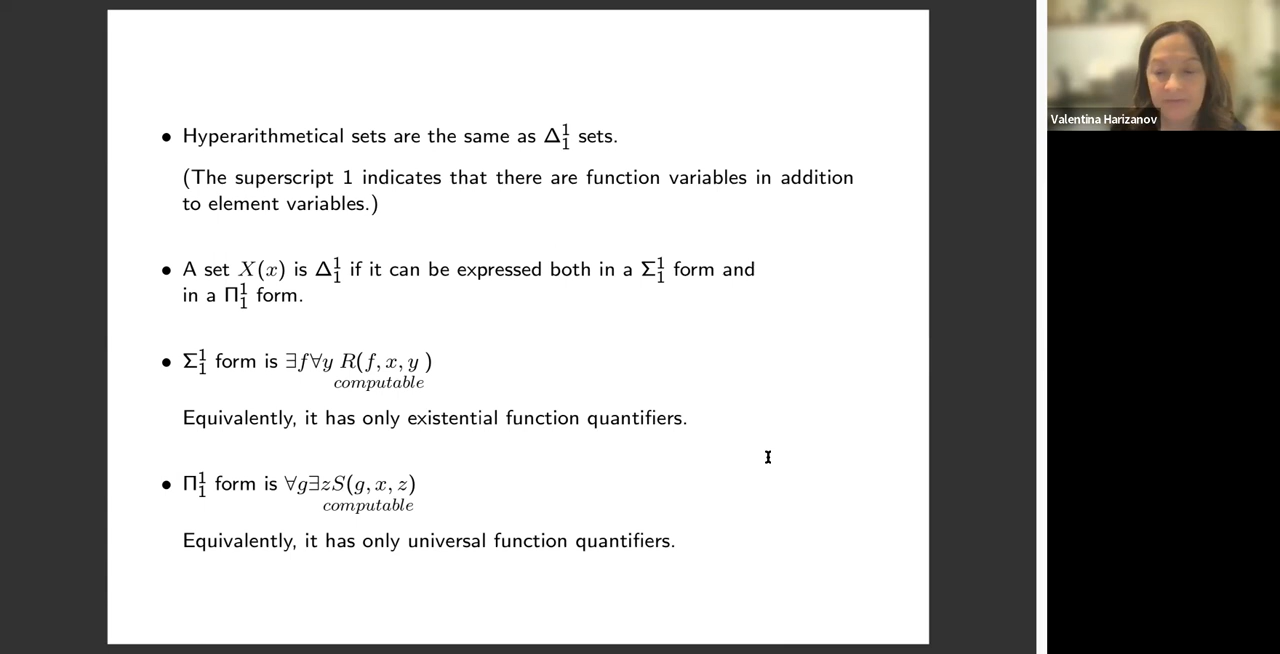 • Hyperarithmetical sets are the same as Δ¹₁ sets.
(The superscript 1 indicates that there are function variables in addition
to element variables.)
• A set X(x) is Δ¹₁ if it can be expressed both in a Σ¹₁ form and
in a Π¹₁ form.
• Σ¹₁ form is ∃f∀y R(f, x, y )
computable
Equivalently, it has only existential function quantifiers.
• Π¹₁ form is ∀g∃zS(g, x, z)
computable
Equivalently, it has only universal function quantifiers.
Valentina Harizanov